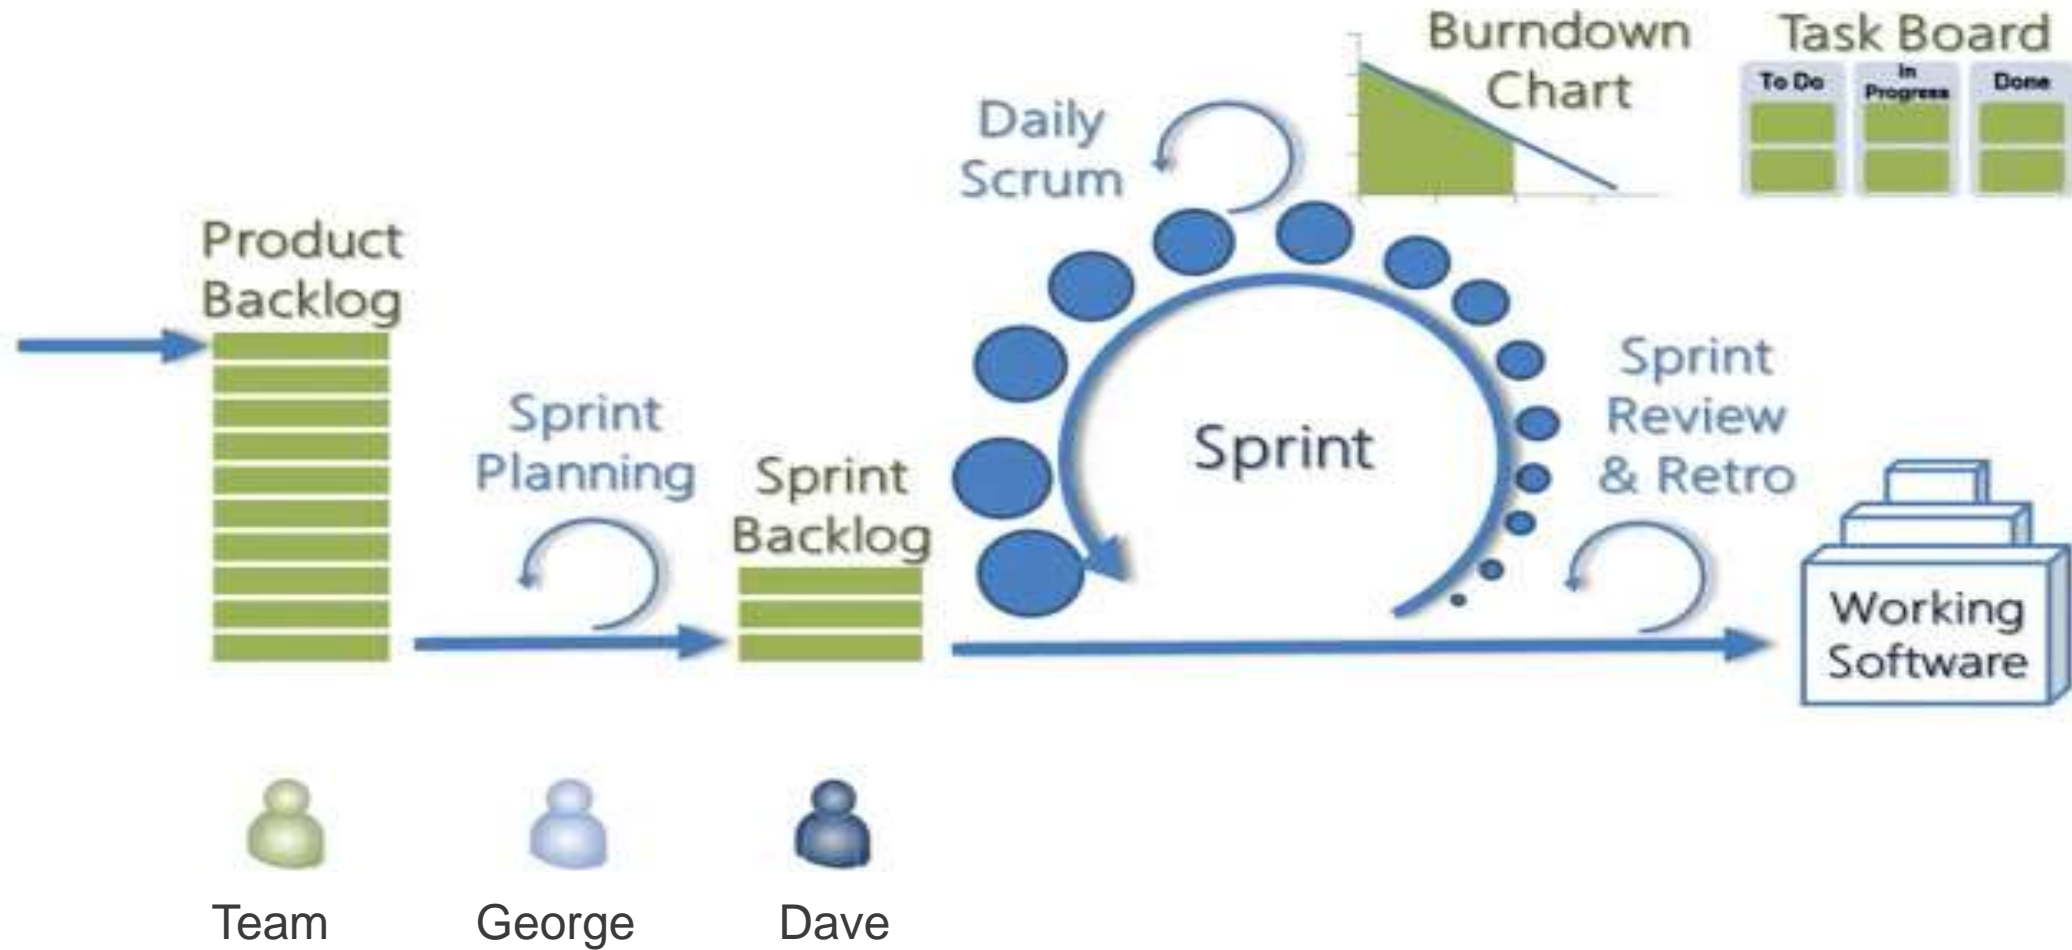 Burndown
Chart
Task Board
To Do
In
Progress
Done
Daily
Scrum
Product
Backlog
Sprint
Planning
Sprint
Backlog
Sprint
Sprint
Review
& Retro
Working
Software
Team
George
Dave